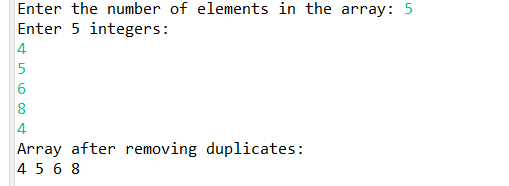 Enter the number of elements in the array: 5
Enter 5 integers:
4
5
6
8
4
Array after removing duplicates:
4 5 6 8